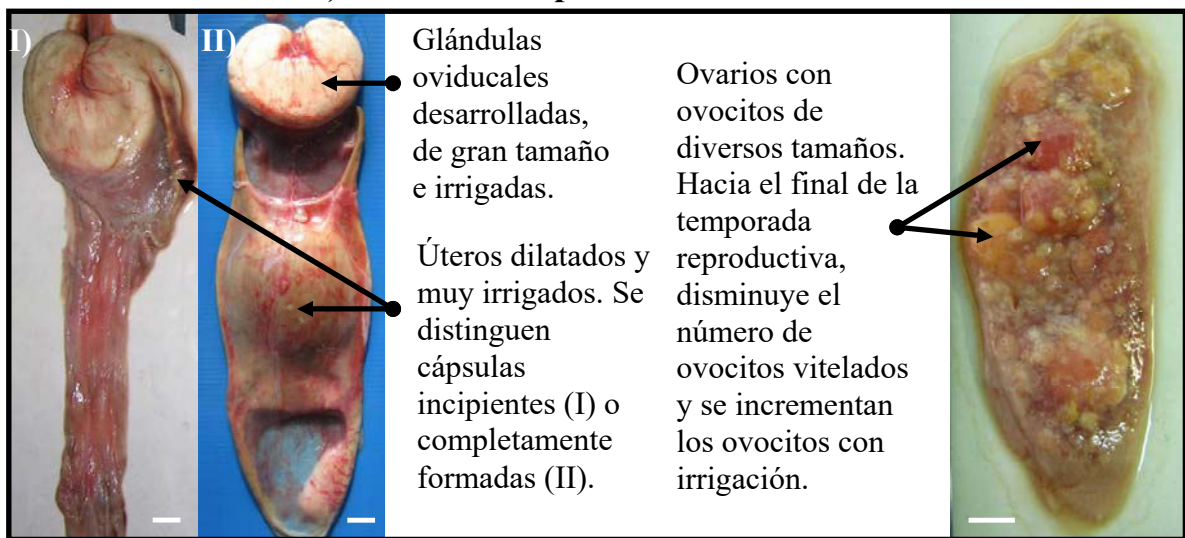 I)
II)
Glándulas
oviducales
desarrolladas,
de gran tamaño
e irrigadas.
Úteros dilatados y
muy irrigados. Se
distinguen
cápsulas
incipientes (I) o
completamente
formadas (II).
Ovarios con
ovocitos de
diversos tamaños.
Hacia el final de la
temporada
reproductiva,
disminuye el
número de
ovocitos vitelados
y se incrementan
los ovocitos con
irrigación.